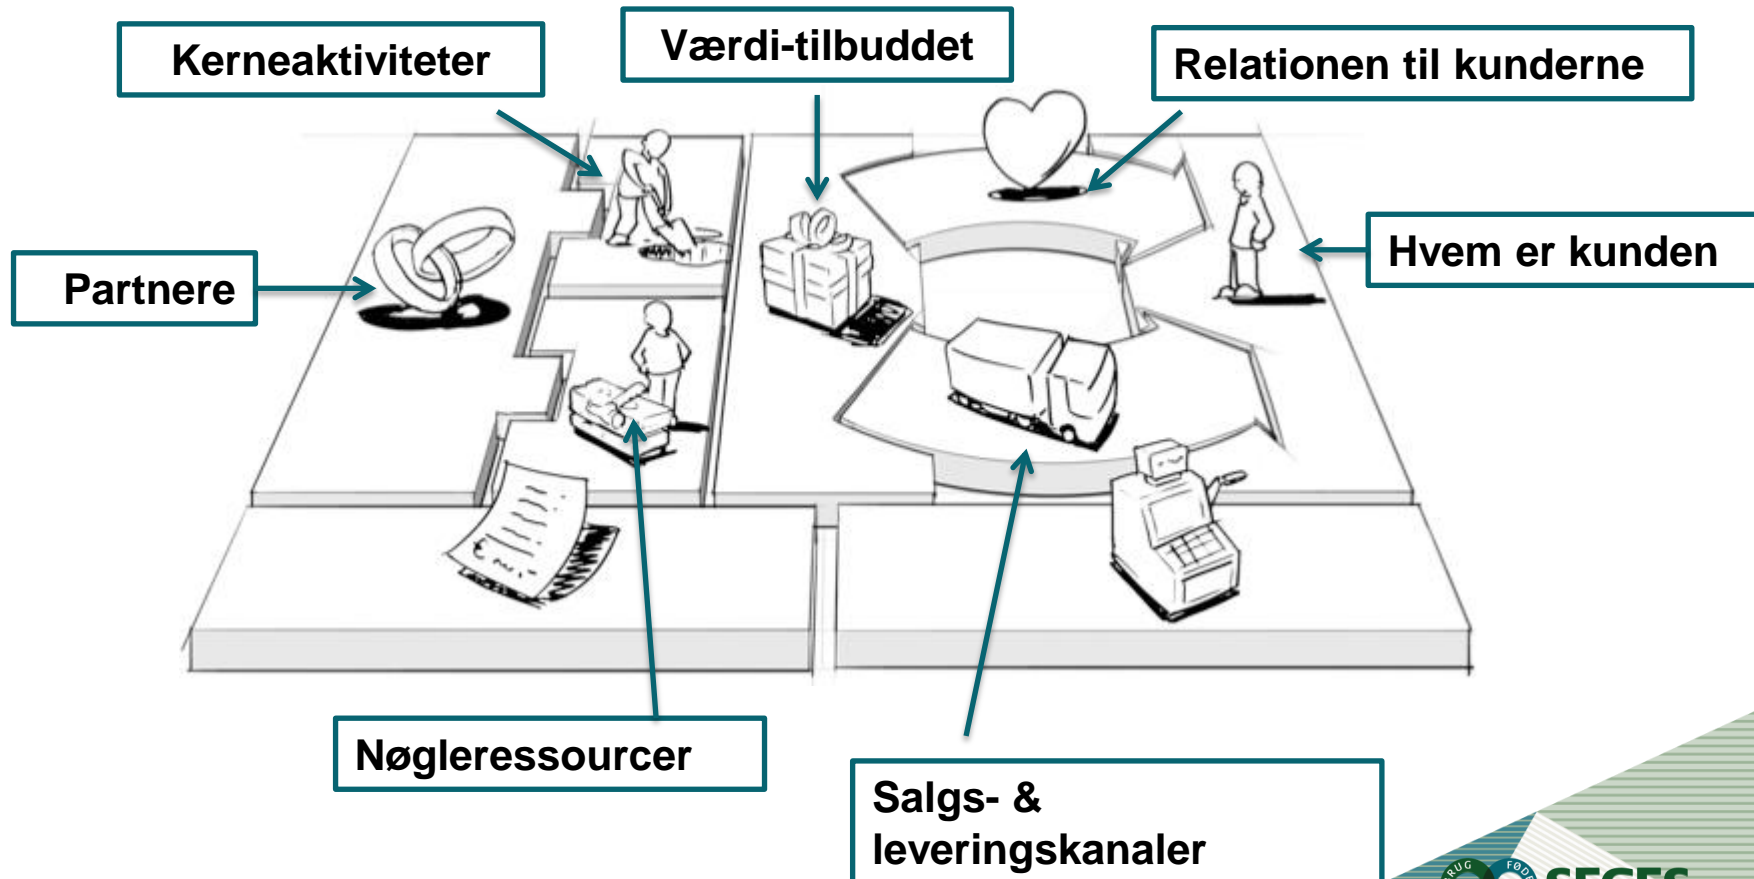 Kerneaktiviteter
Værdi-tilbuddet
Relationen til kunderne
Partnere
Hvem er kunden
Nøgleressourcer
Salgs- &
leveringskanaler